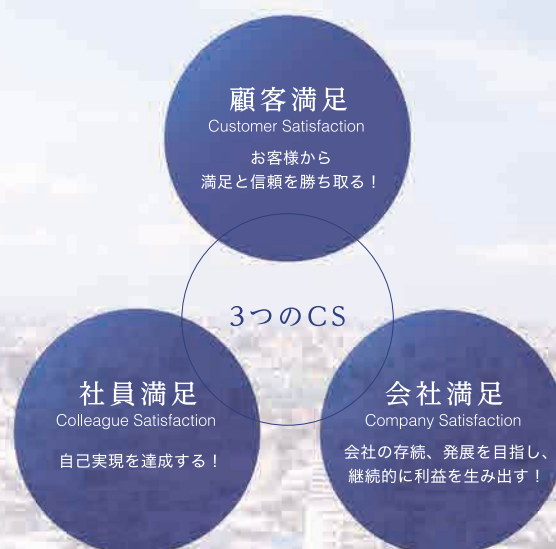 顧客満足
Customer Satisfaction
お客様から
満足と信頼を勝ち取る！
3つのCS
社員満足
Colleague Satisfaction
自己実現を達成する！
会社満足
Company Satisfaction
会社の存続、発展を目指し、
継続的に利益を生み出す！